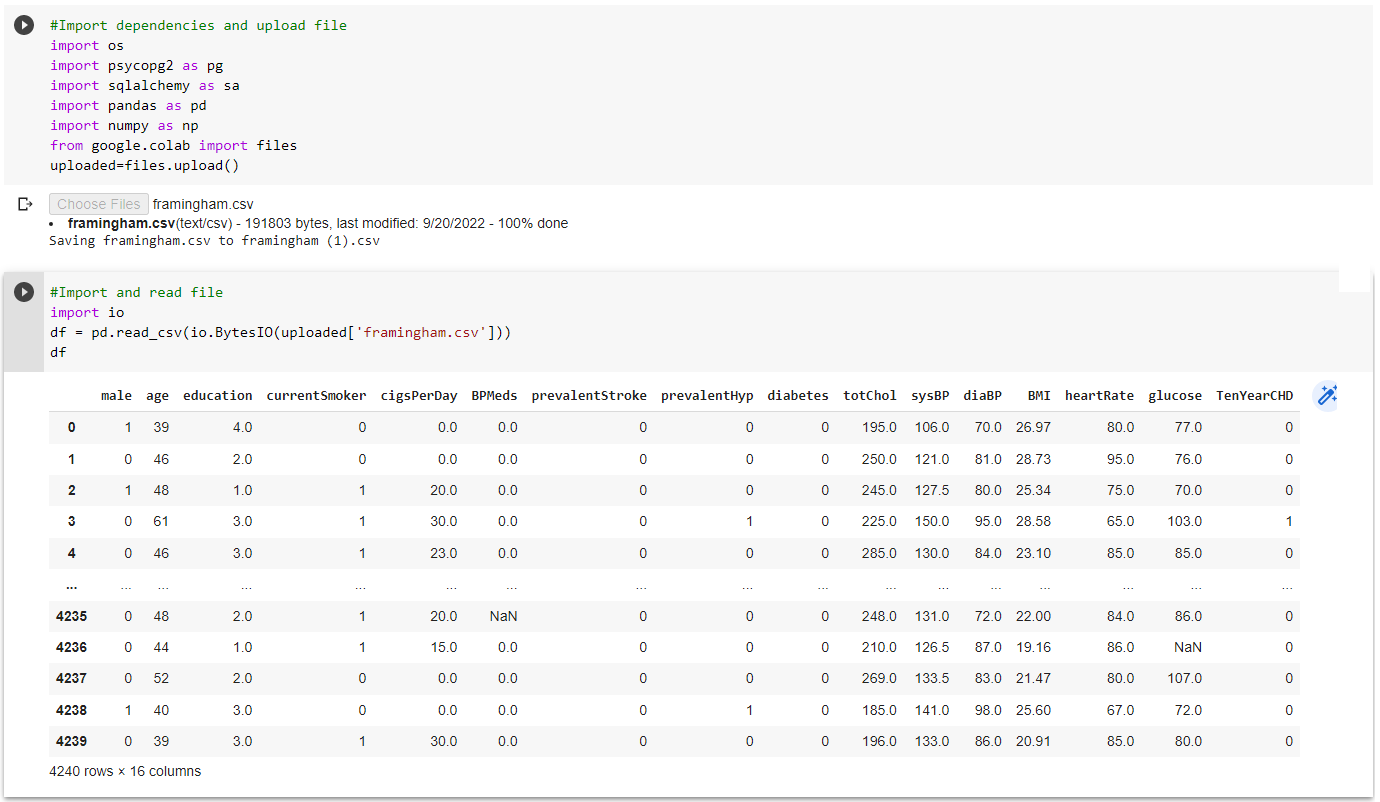 #Import dependencies and upload file
import os
import psycopg2 as pg
import sqlalchemy as sa
import pandas as pd
import numpy as np
from google.colab import files
uploaded=files.upload()
Choose Files framingham.csv
• framingham.csv(text/csv) - 191803 bytes, last modified: 9/20/2022 - 100% done
Saving framingham.csv to framingham (1).csv
#Import and read file
import io
df = pd.read_csv(io.BytesIO(uploaded['framingham.csv']))
df
male age education currentSmoker cigsPerDay BPMeds prevalentStroke prevalentHyp diabetes totChol sysBP diaBP BMI heartRate glucose TenYearCHD
0 1 39 4.0 0 0.0 0.0 0 0 0 195.0 106.0 70.0 26.97 80.0 77.0 0
1 0 46 2.0 0 0.0 0.0 0 0 0 250.0 121.0 81.0 28.73 95.0 76.0 0
2 1 48 1.0 1 20.0 0.0 0 0 0 245.0 127.5 80.0 25.34 75.0 70.0 0
3 0 61 3.0 1 30.0 0.0 0 1 0 225.0 150.0 95.0 28.58 65.0 103.0 1
4 0 46 3.0 1 23.0 0.0 0 0 0 285.0 130.0 84.0 23.10 85.0 85.0 0
... ... ... ... ... ... ... ... ... ... ... ... ... ... ... ... ...
4235 0 48 2.0 1 20.0 NaN 0 0 0 248.0 131.0 72.0 22.00 84.0 86.0 0
4236 0 44 1.0 1 15.0 0.0 0 0 0 210.0 126.5 87.0 19.16 86.0 NaN 0
4237 0 52 2.0 0 0.0 0.0 0 0 0 269.0 133.5 83.0 21.47 80.0 107.0 0
4238 1 40 3.0 0 0.0 0.0 0 1 0 185.0 141.0 98.0 25.60 67.0 72.0 0
4239 0 39 3.0 1 30.0 0.0 0 0 0 196.0 133.0 86.0 20.91 85.0 80.0 0
4240 rows × 16 columns